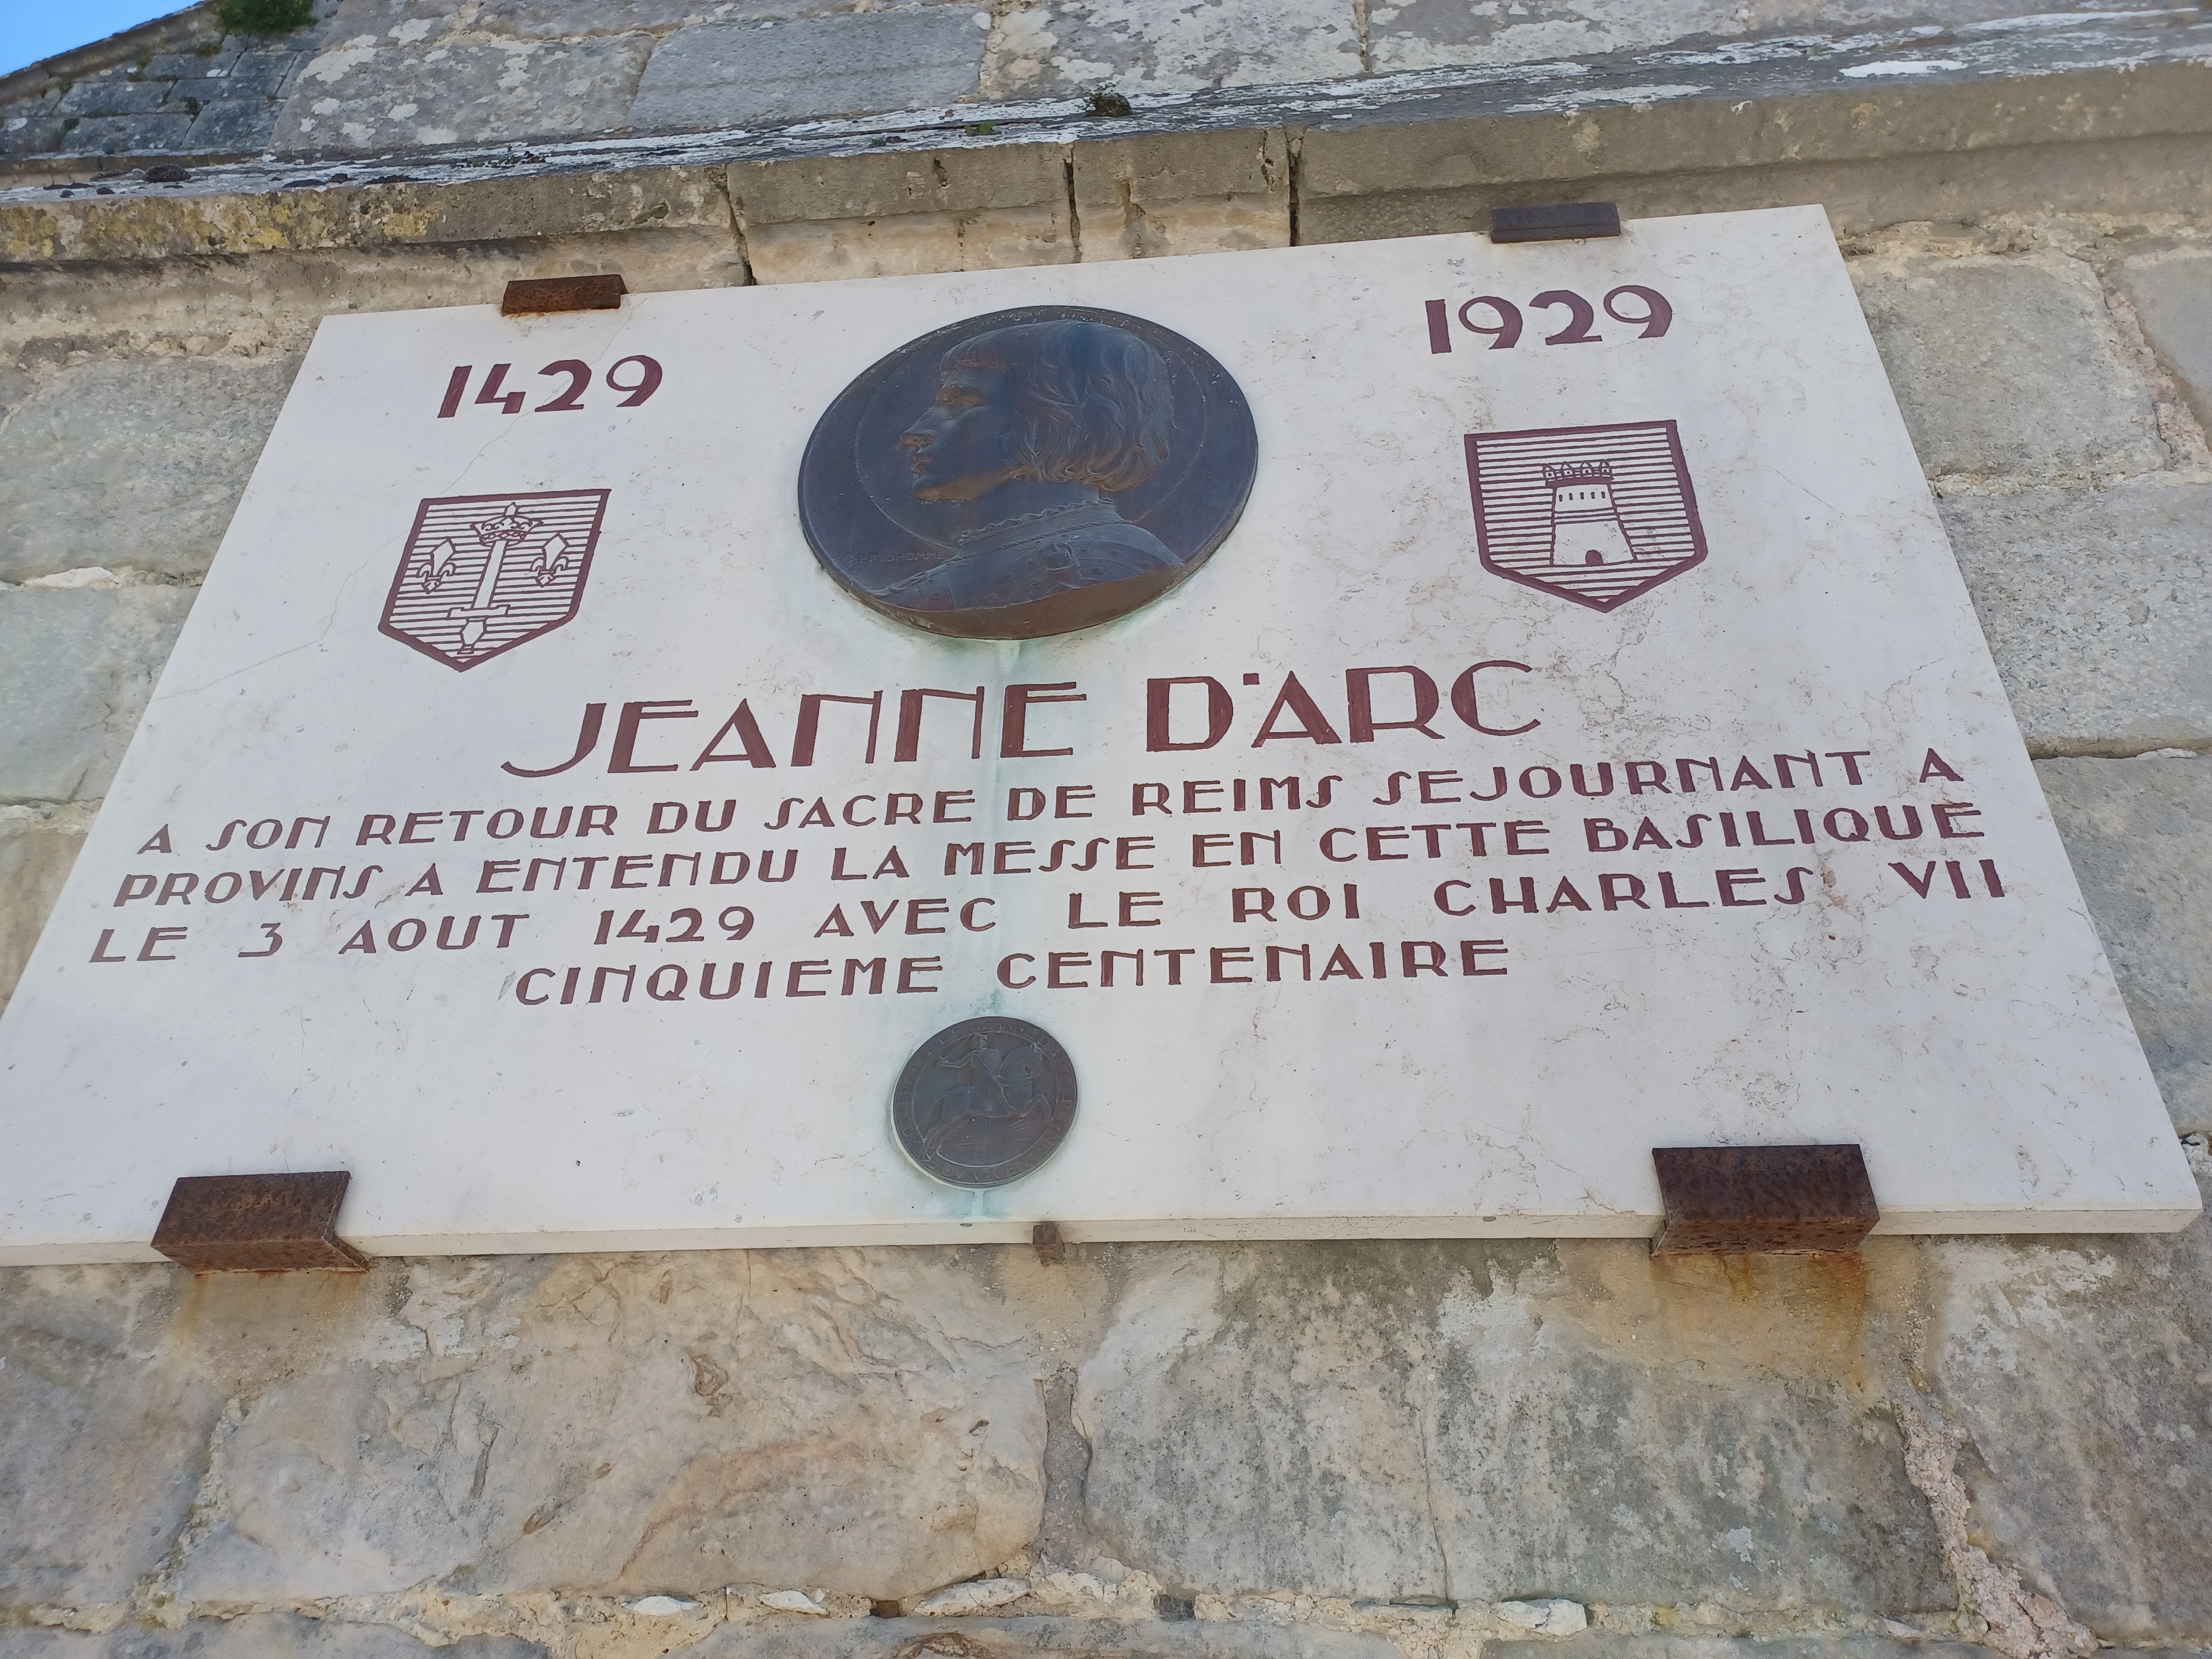 1429
1929
JEANNE D'ARC
A SON RETOUR DU SACRE DE REIMS SEJOURNANT A
PROVINS A ENTENDU LA MESSE EN CETTE BASILIQUE
LE 3 AOUT 1429 AVEC LE ROI CHARLES VII
CINQUIEME CENTENAIRE